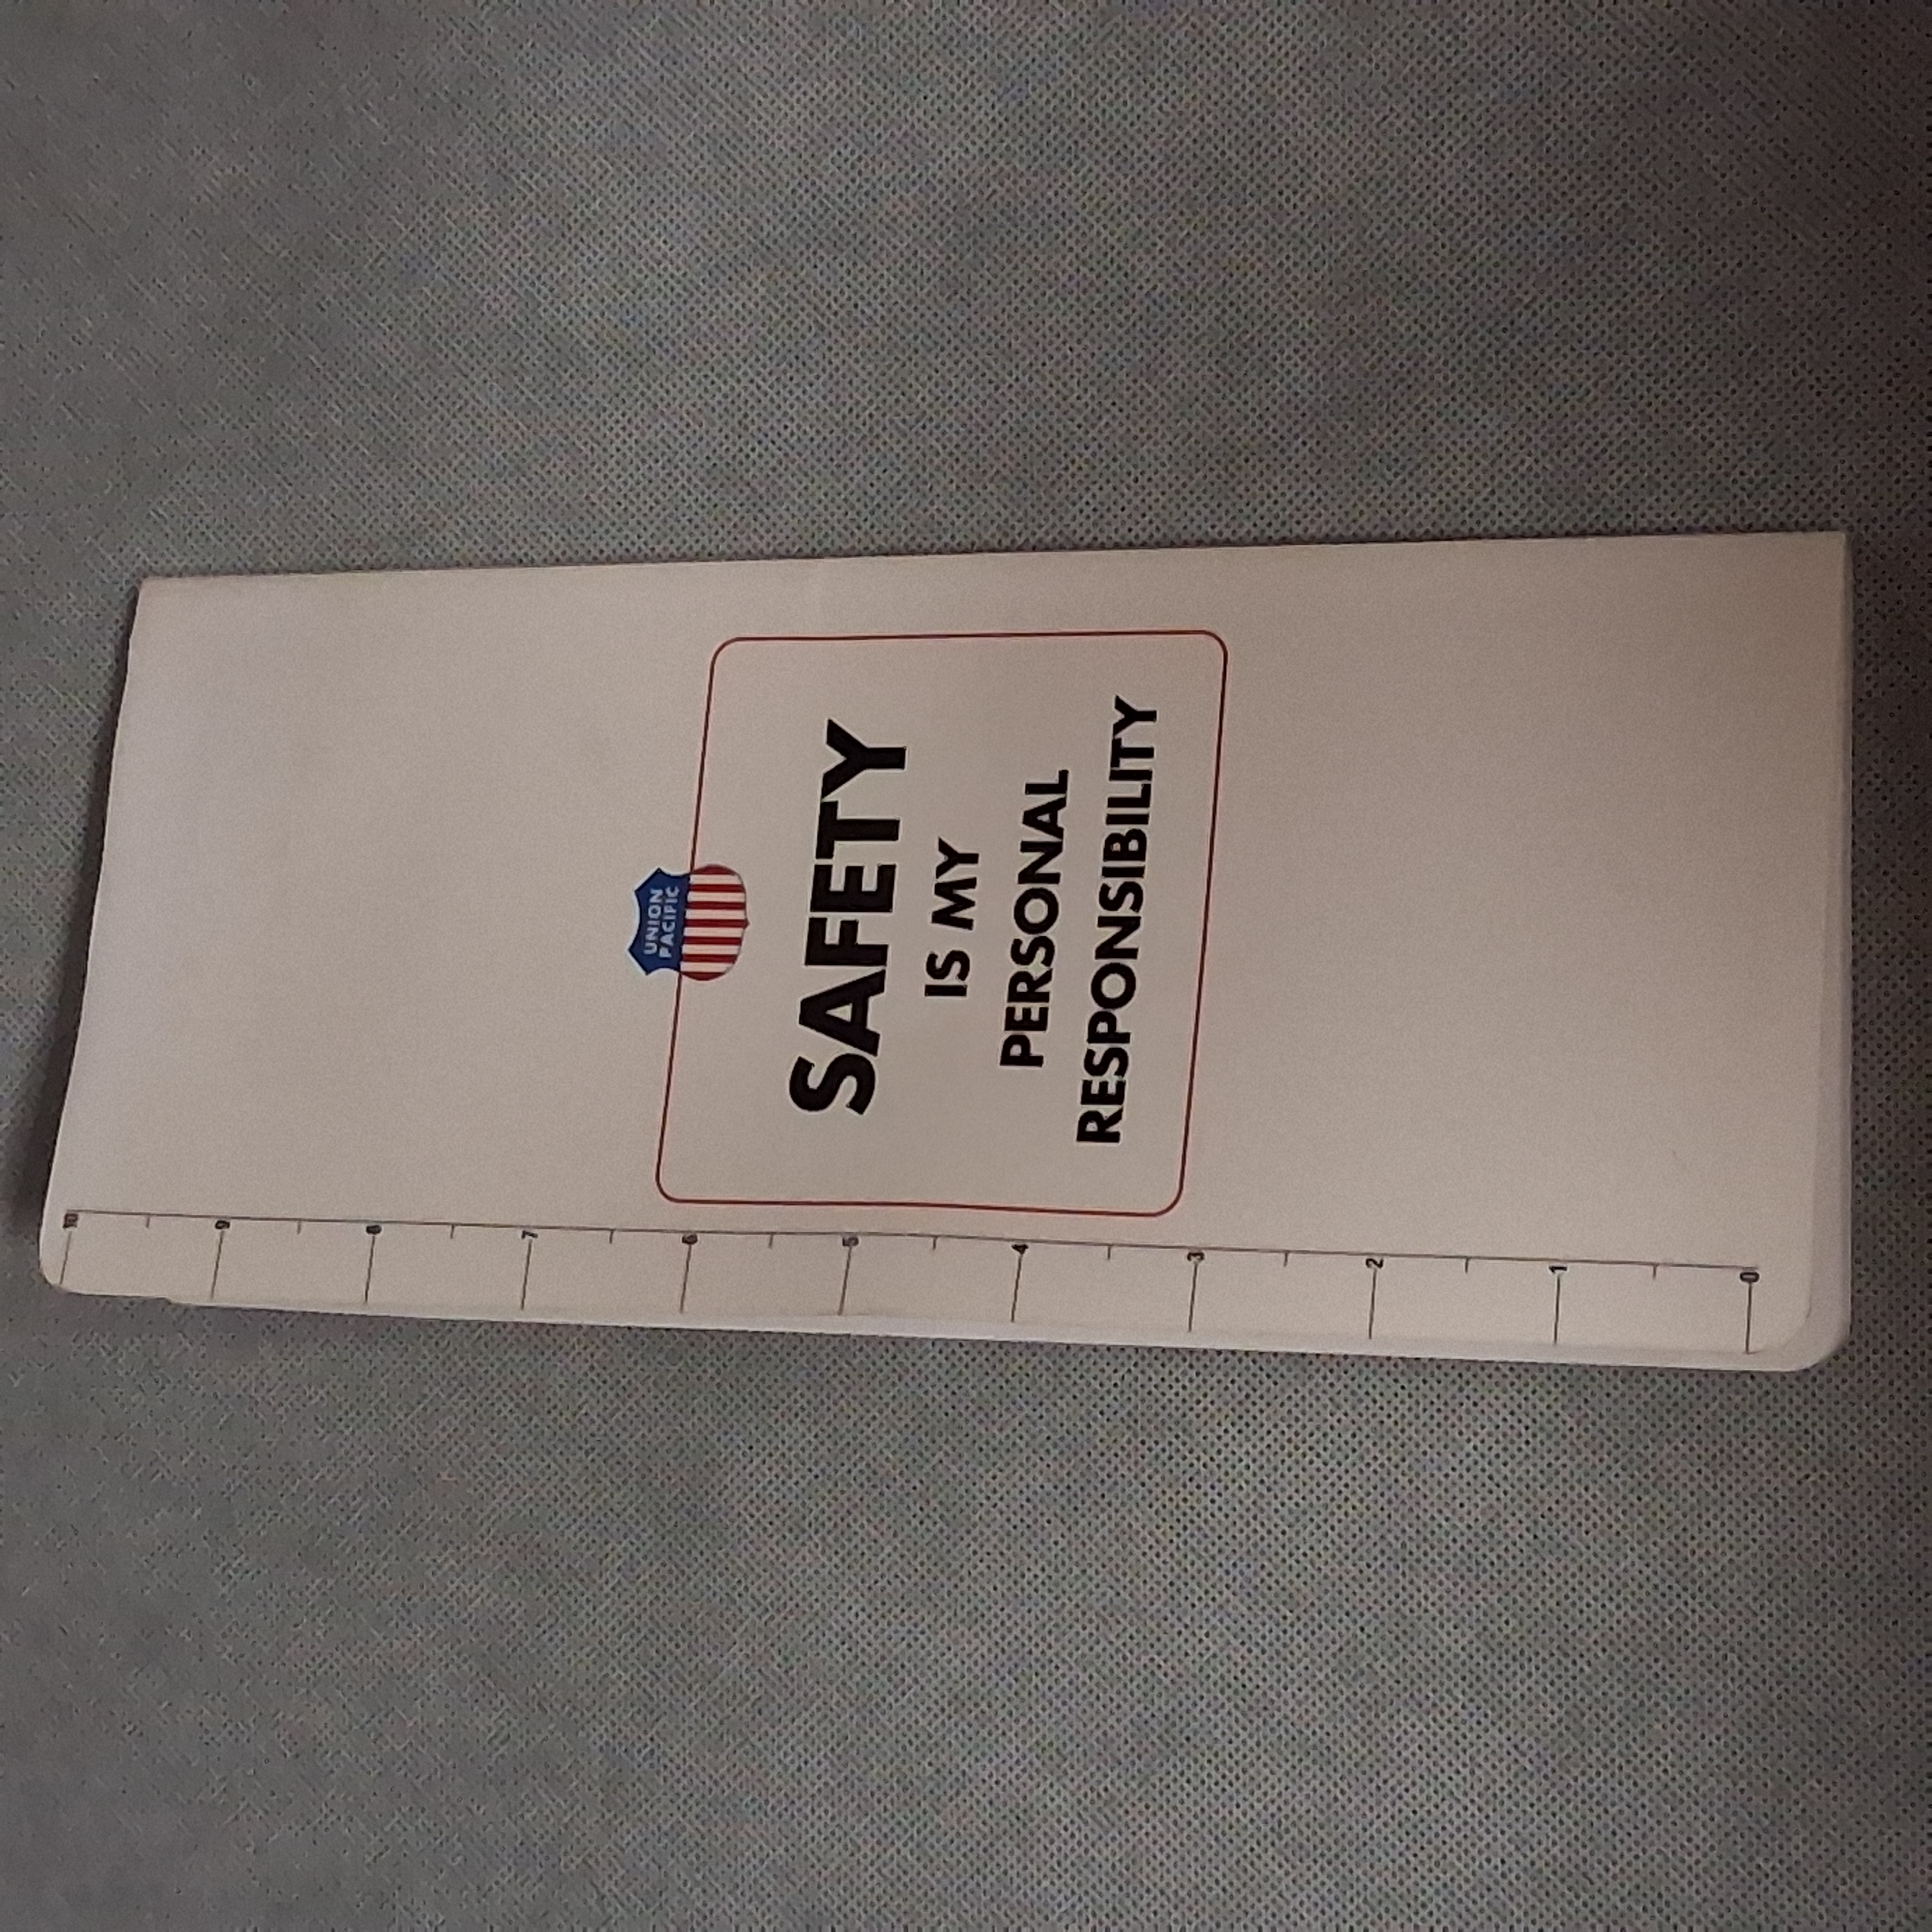 UNION
PACIFIC
SAFETY
IS MY
PERSONAL
RESPONSIBILITY
10 9 8 7 6 5 4 3 2 1 0